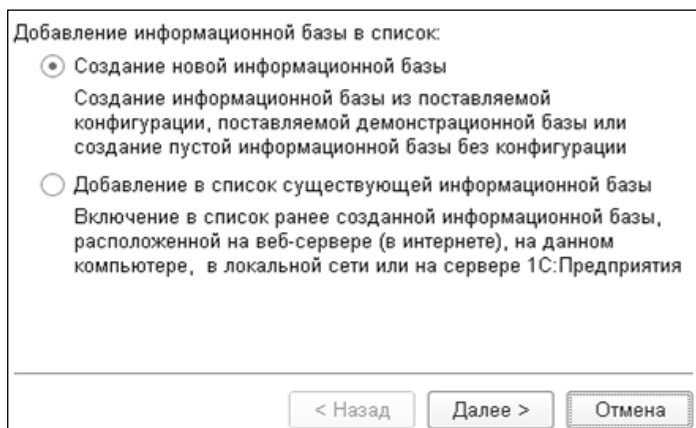 Добавление информационной базы в список:
Создание новой информационной базы
Создание информационной базы из поставляемой
конфигурации, поставляемой демонстрационной базы или
создание пустой информационной базы без конфигурации
Добавление в список существующей информационной базы
Включение в список ранее созданной информационной базы,
расположенной на веб-сервере (в интернете), на данном
компьютере, в локальной сети или на сервере 1С:Предприятия
< Назад Далее > Отмена